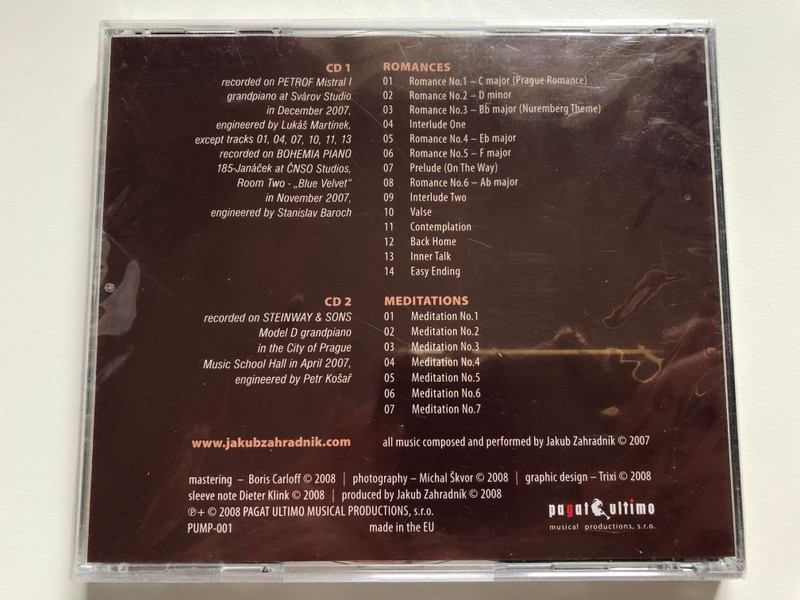 CD 1
recorded on PETROF Mistral I
grandpiano at Svárov Studio
in December 2007,
engineered by Lukáš Martínek,
except tracks 01, 04, 07, 10, 11, 13
recorded on BOHEMIA PIANO
185-Janáček at ČNSO Studios,
Room Two - „Blue Velvet"
in November 2007,
engineered by Stanislav Baroch
ROMANCES
01 Romance No.1 – C major (Prague Romance)
02 Romance No.2 – D minor
03 Romance No.3 – Bb major (Nuremberg Theme)
04 Interlude One
05 Romance No.4 – Eb major
06 Romance No.5 – F major
07 Prelude (On The Way)
08 Romance No.6 – Ab major
09 Interlude Two
10 Valse
11 Contemplation
12 Back Home
13 Inner Talk
14 Easy Ending
CD 2
recorded on STEINWAY & SONS
Model D grandpiano
in the City of Prague
Music School Hall in April 2007,
engineered by Petr Košař
MEDITATIONS
01 Meditation No.1
02 Meditation No.2
03 Meditation No.3
04 Meditation No.4
05 Meditation No.5
06 Meditation No.6
07 Meditation No.7
www.jakubzahradnik.com
all music composed and performed by Jakub Zahradník © 2007
mastering – Boris Carloff © 2008 | photography – Michal Škvor © 2008 | graphic design – Trixi © 2008
sleeve note Dieter Klink © 2008 | produced by Jakub Zahradník © 2008
℗+ © 2008 PAGAT ULTIMO MUSICAL PRODUCTIONS, s.r.o.
PUMP-001 made in the EU
pagat ultimo
musical productions, s.r.o.